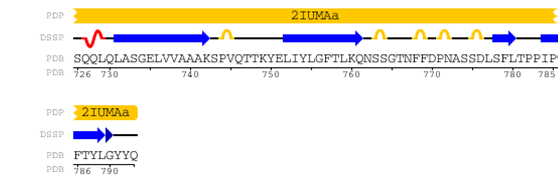 PDP 2IUMAa
DSSP
PDB SQQLQLASGELVVAAAKSPVQTTKYELIYLGFTLKQNSSGTNFFDPNASSDLSFLTPPIP
PDB 726 730 740 750 760 770 780 785
PDP 2IUMAa
DSSP
PDB FTYLGYYQ
PDB 786 790